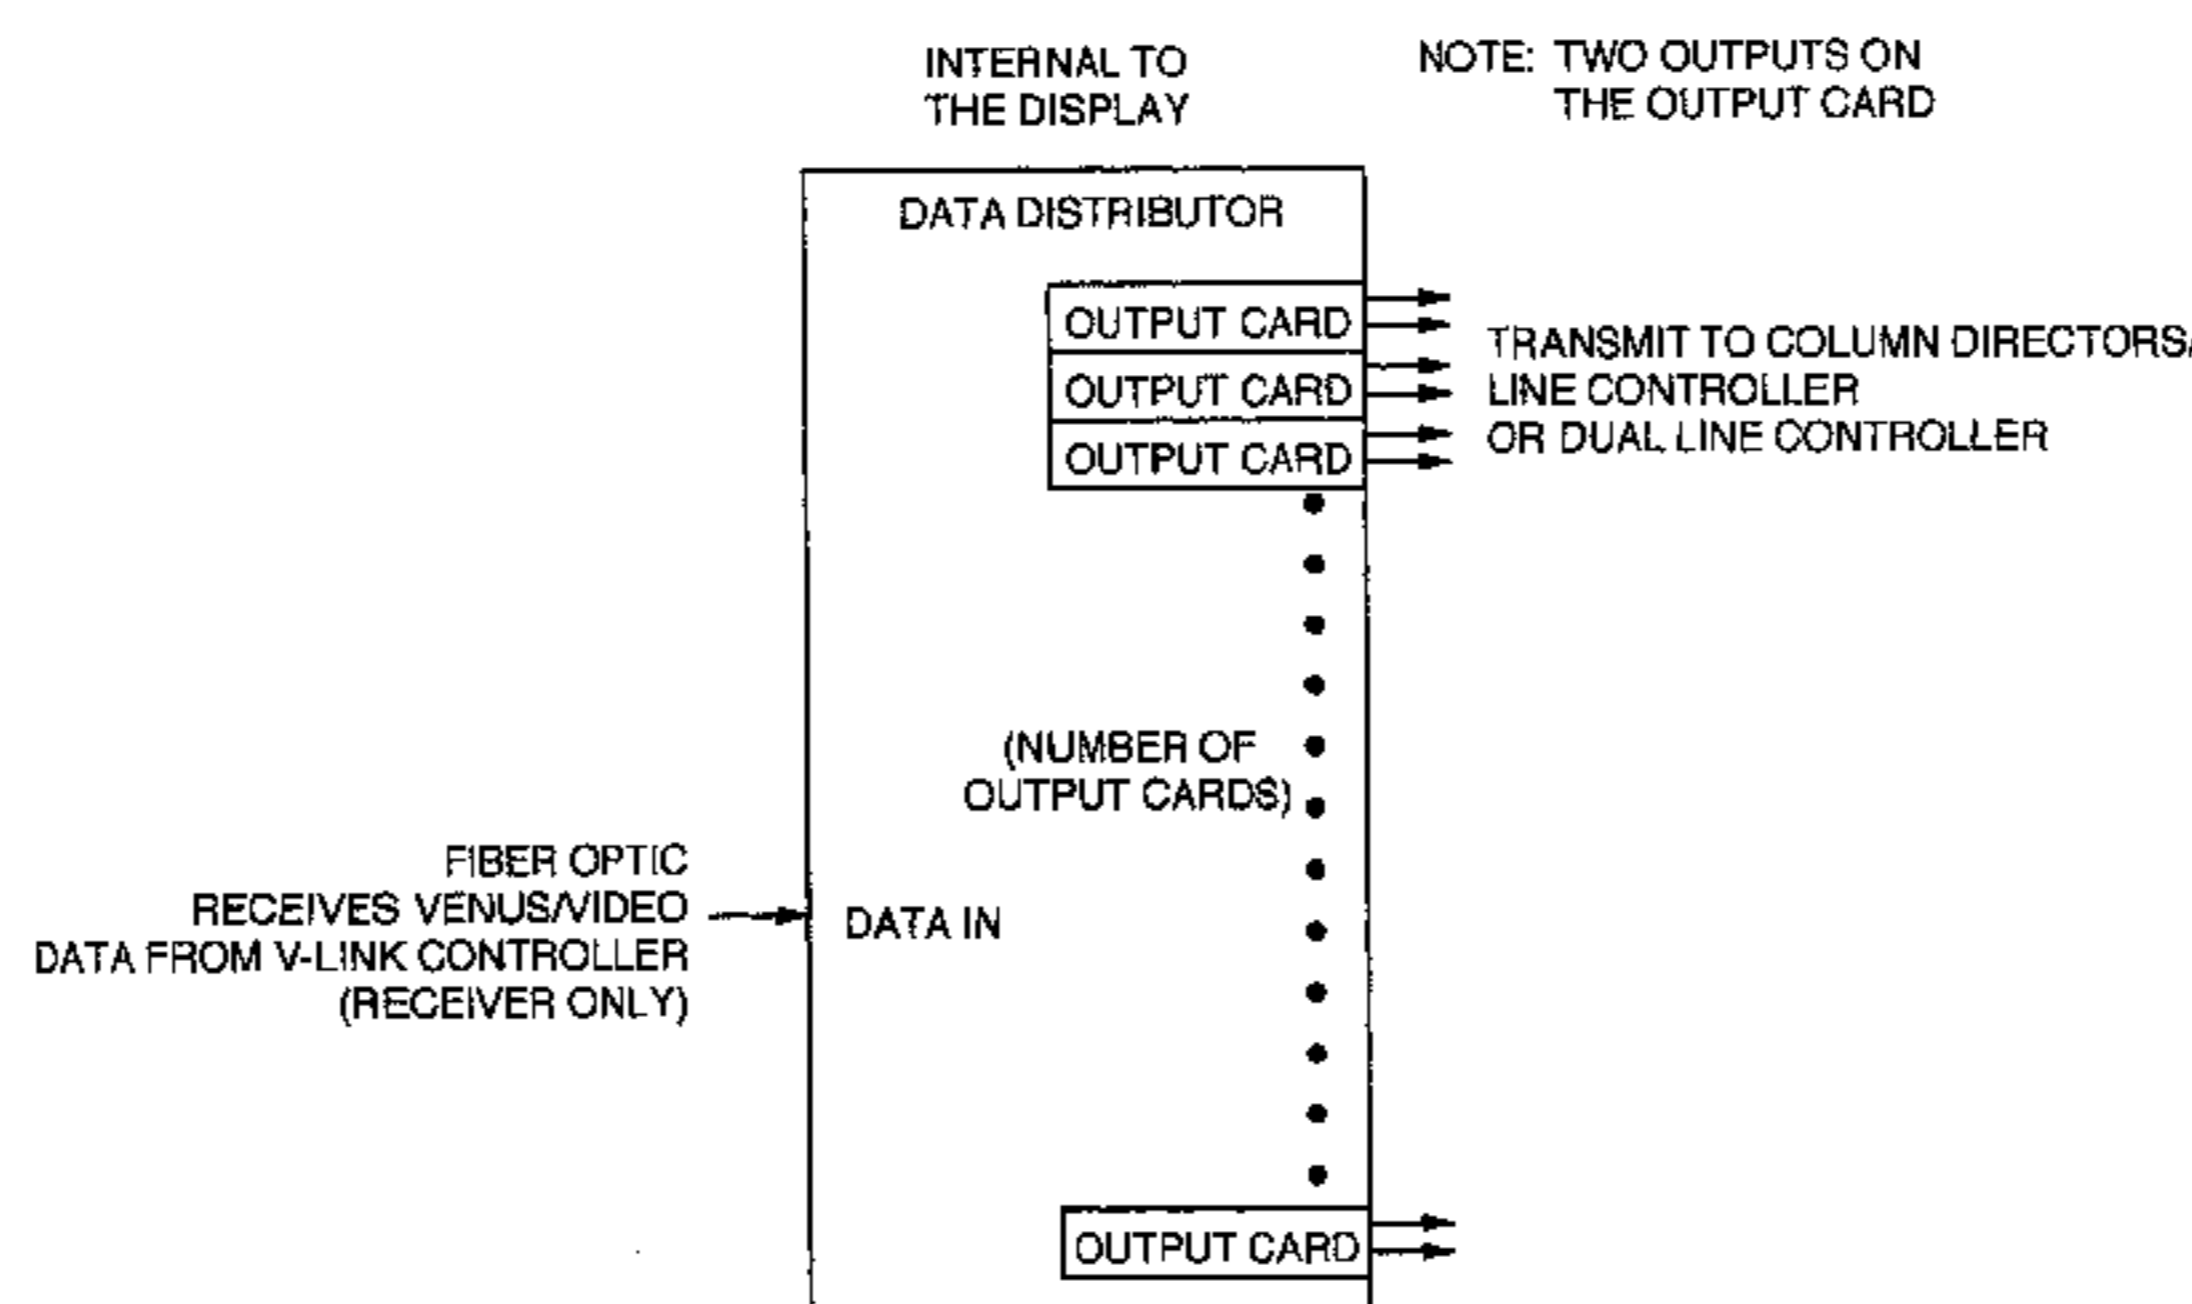 INTERNAL TO
THE DISPLAY
NOTE: TWO OUTPUTS ON
THE OUTPUT CARD
DATA DISTRIBUTOR
OUTPUT CARD
OUTPUT CARD
OUTPUT CARD
TRANSMIT TO COLUMN DIRECTORS/
LINE CONTROLLER
OR DUAL LINE CONTROLLER
(NUMBER OF
OUTPUT CARDS)
FIBER OPTIC
RECEIVES VENUS/VIDEO
DATA FROM V-LINK CONTROLLER
(RECEIVER ONLY)
DATA IN
OUTPUT CARD